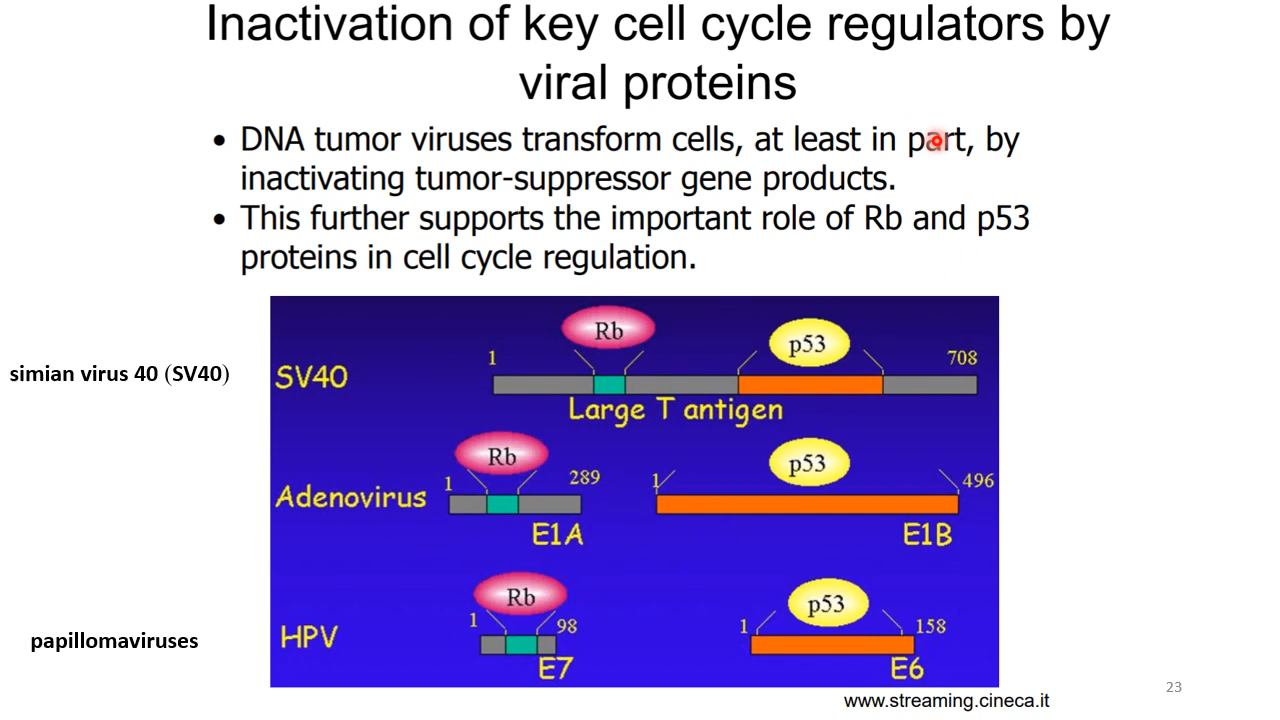 Inactivation of key cell cycle regulators by
viral proteins
• DNA tumor viruses transform cells, at least in part, by
inactivating tumor-suppressor gene products.
• This further supports the important role of Rb and p53
proteins in cell cycle regulation.
simian virus 40 (SV40)
SV40
1
Rb
p53
708
Large T antigen
Adenovirus
1
Rb
289
E1A
1
p53
496
E1B
papillomaviruses
HPV
1
Rb
98
E7
1
p53
158
E6
www.streaming.cineca.it
23